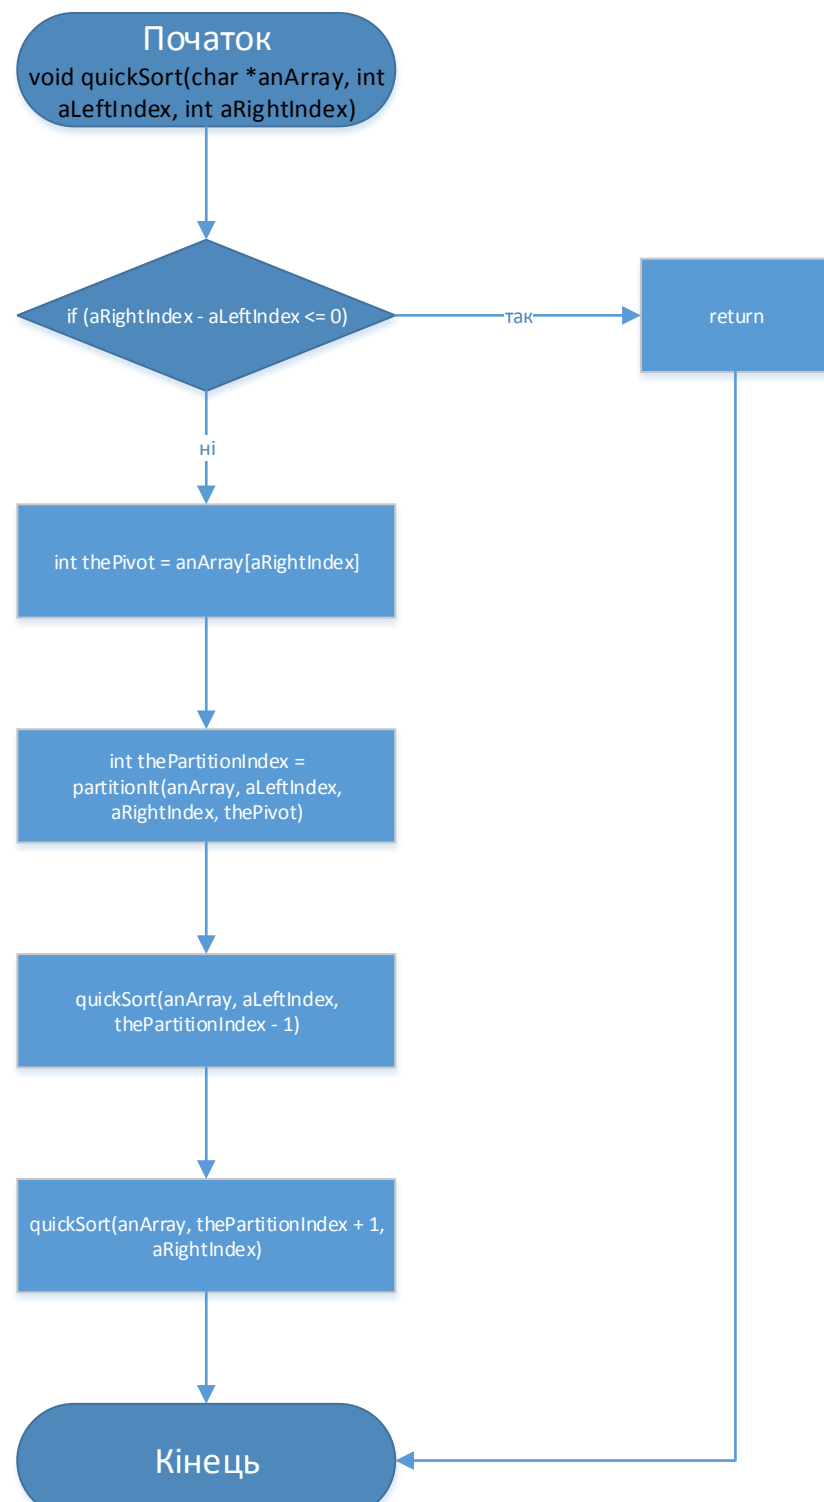 Початок
void quickSort(char *anArray, int
aLeftIndex, int aRightIndex)
if (aRightIndex - aLeftIndex <= 0)
так
return
ні
int thePivot = anArray[aRightIndex]
int thePartitionIndex =
partitionIt(anArray, aLeftIndex,
aRightIndex, thePivot)
quickSort(anArray, aLeftIndex,
thePartitionIndex - 1)
quickSort(anArray, thePartitionIndex + 1,
aRightIndex)
Кінець